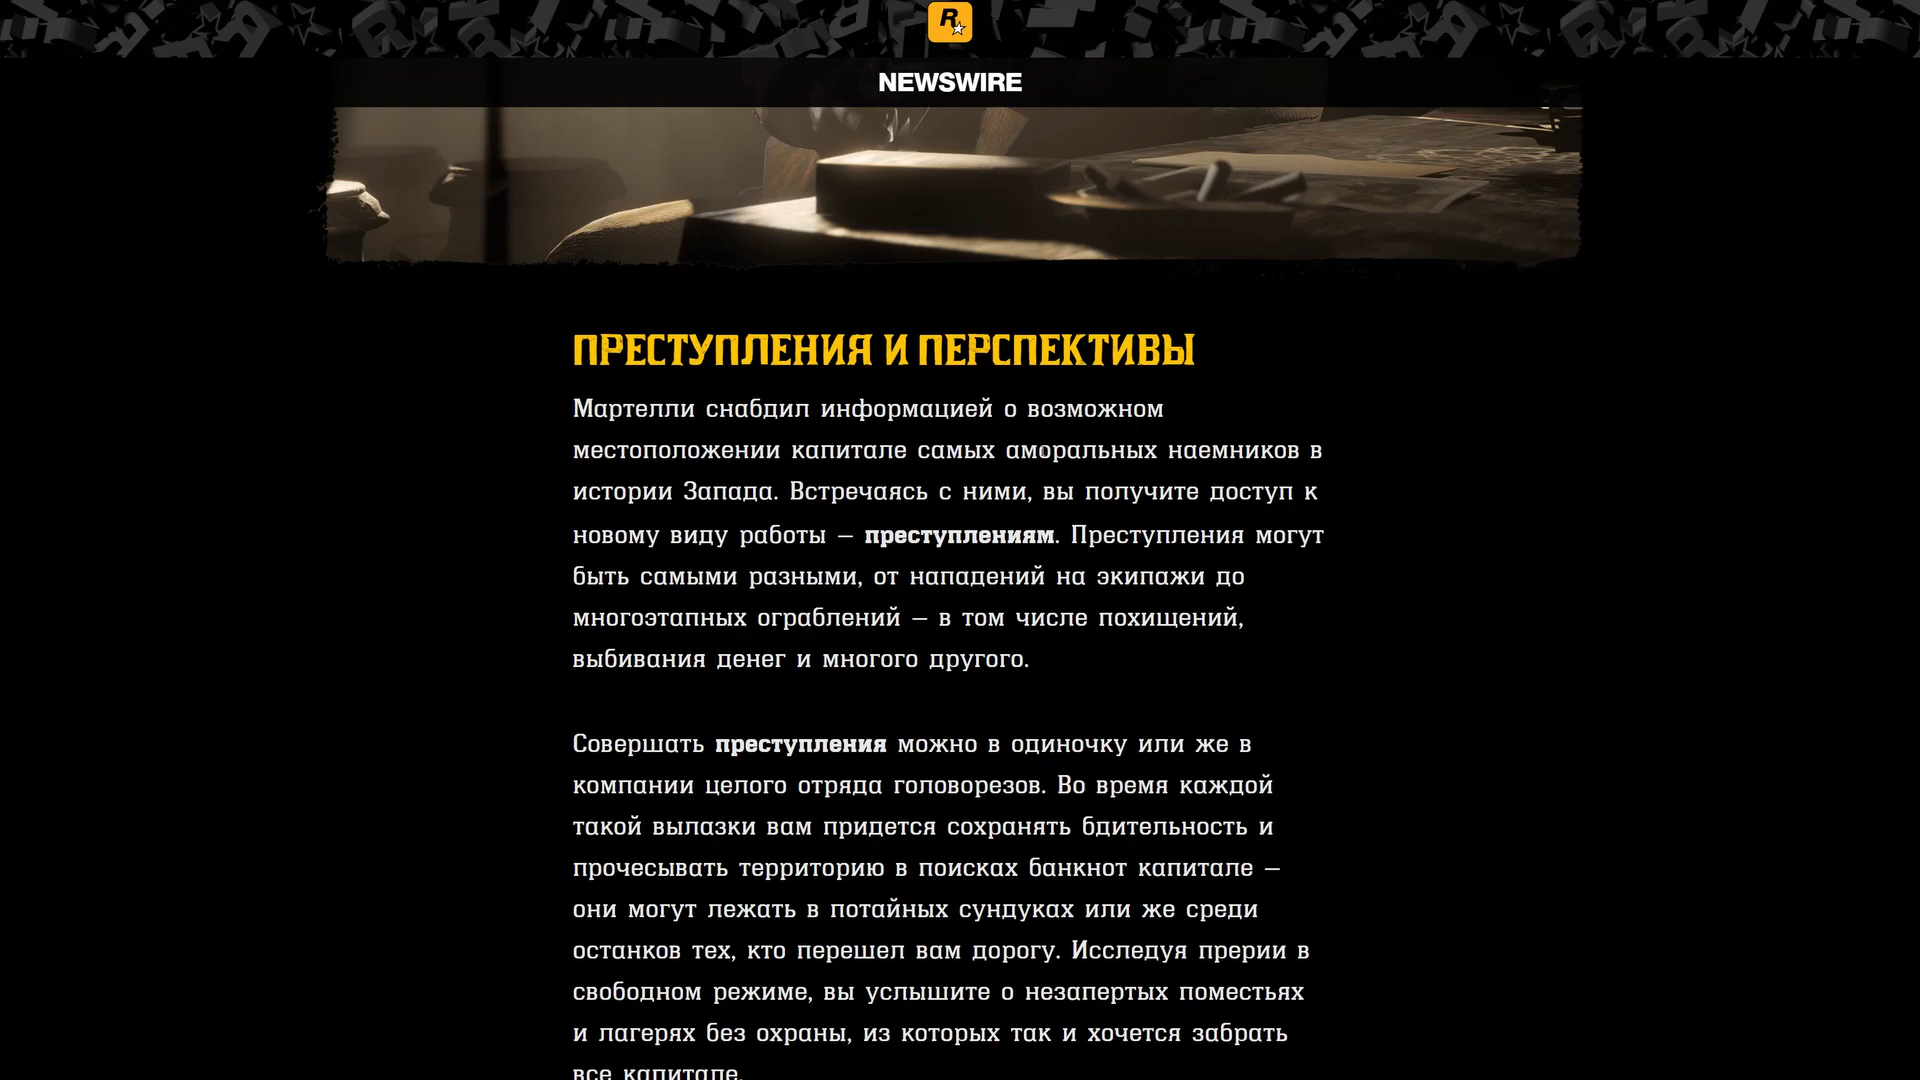 R
NEWSWIRE
ПРЕСТУПЛЕНИЯ И ПЕРСПЕКТИВЫ
Мартелли снабдил информацией о возможном
местоположении капитале самых аморальных наемников в
истории Запада. Встречаясь с ними, вы получите доступ к
новому виду работы – преступлениям. Преступления могут
быть самыми разными, от нападений на экипажи до
многоэтапных ограблений – в том числе похищений,
выбивания денег и многого другого.
Совершать преступления можно в одиночку или же в
компании целого отряда головорезов. Во время каждой
такой вылазки вам придется сохранять бдительность и
прочесывать территорию в поисках банкнот капитале –
они могут лежать в потайных сундуках или же среди
останков тех, кто перешел вам дорогу. Исследуя прерии в
свободном режиме, вы услышите о незапертых поместьях
и лагерях без охраны, из которых так и хочется забрать
все капитале.